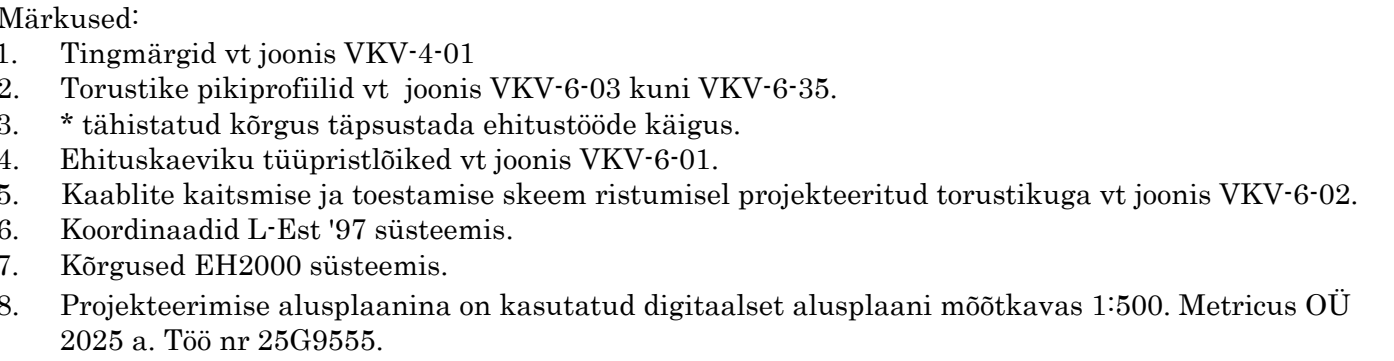 Märkused:
1. Tingmärgid vt joonis VKV-4-01
2. Torustike pikiprofiilid vt joonis VKV-6-03 kuni VKV-6-35.
3. * tähistatud kõrgus täpsustada ehitustööde käigus.
4. Ehituskaeviku tüüpristlõiked vt joonis VKV-6-01.
5. Kaablite kaitsmise ja toestamise skeem ristumisel projekteeritud torustikuga vt joonis VKV-6-02.
6. Koordinaadid L-Est '97 süsteemis.
7. Kõrgused EH2000 süsteemis.
8. Projekteerimise alusplaanina on kasutatud digitaalset alusplaani mõõtkavas 1:500. Metricus OÜ
2025 a. Töö nr 25G9555.